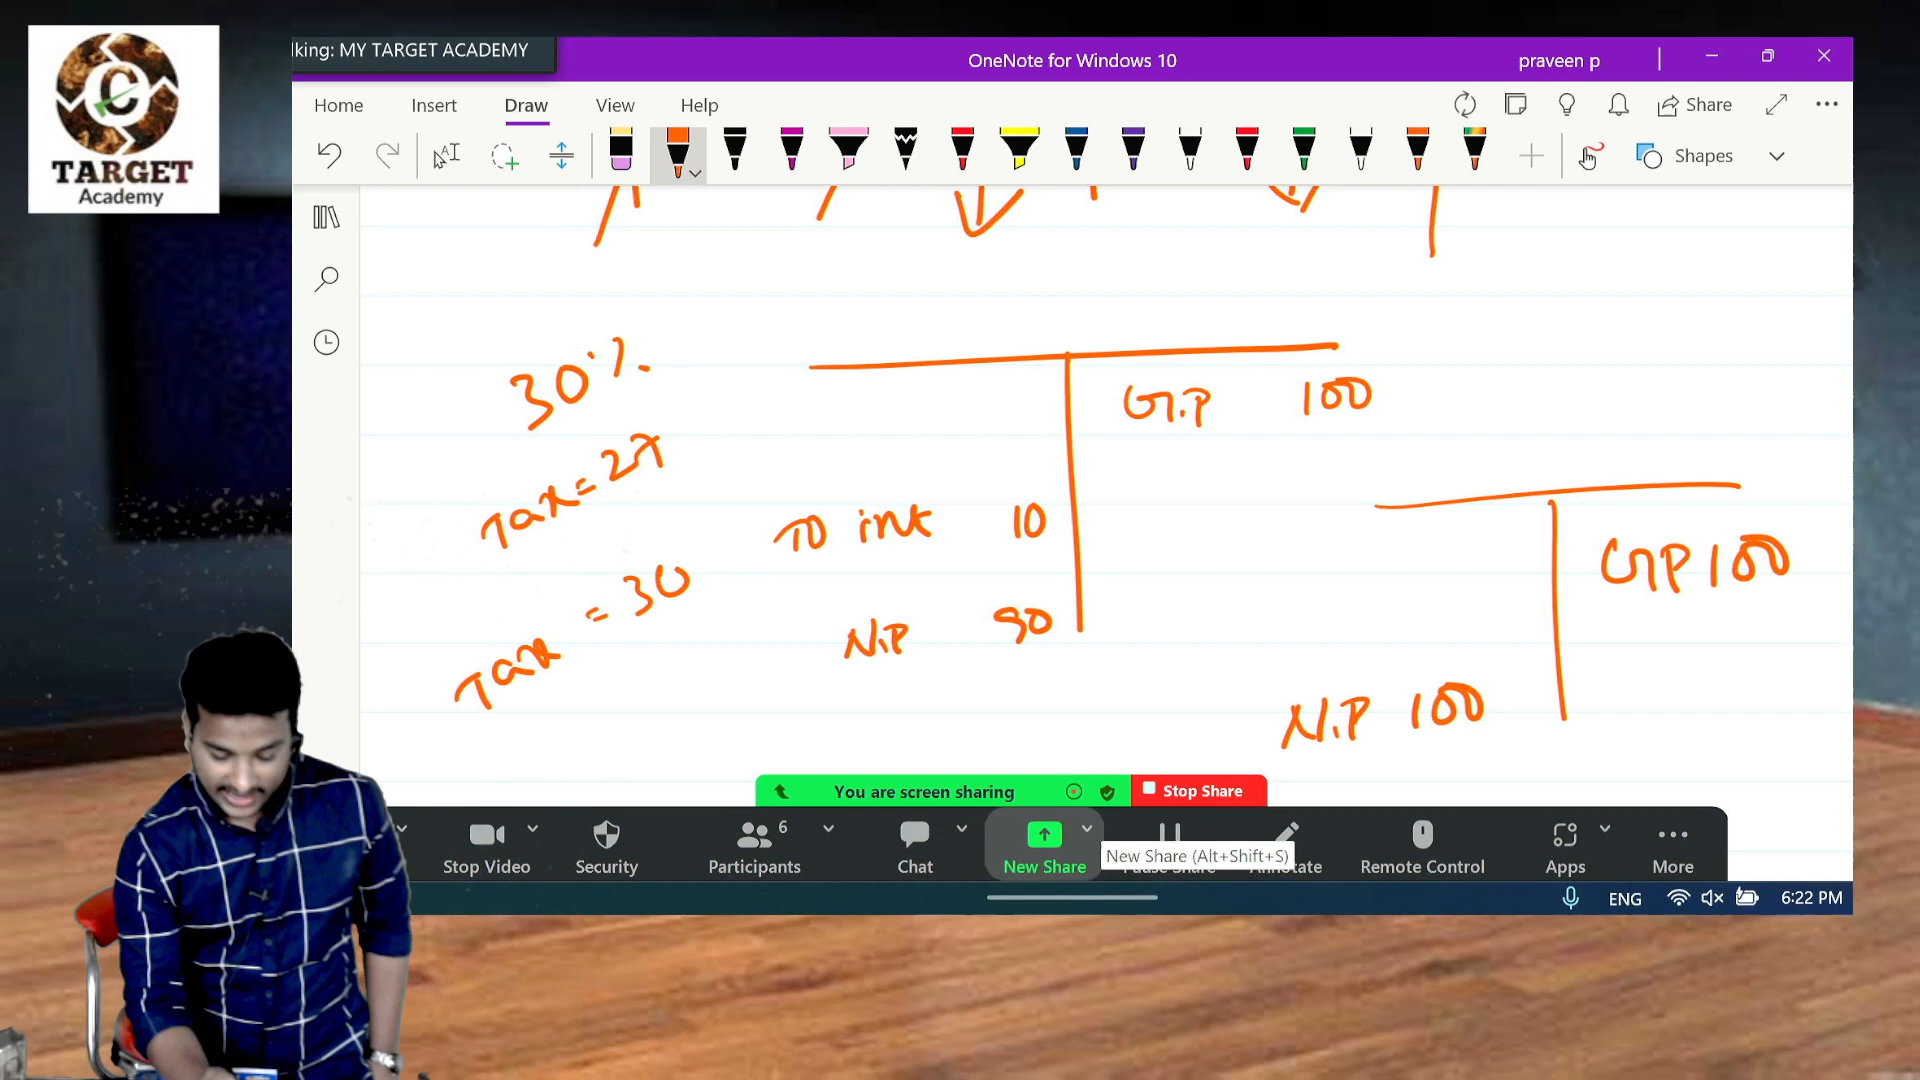 C
TARGET
Academy
lking: MY TARGET ACADEMY
OneNote for Windows 10
praveen p
Home Insert Draw View Help
Share
Shapes
30%
G.P 100
Tax = 27
To int 10
GP 100
Tax = 30
N.P 90
N.P 100
You are screen sharing
Stop Share
6
Stop Video Security Participants Chat New Share Remote Control Apps More
New Share (Alt+Shift+S)
ENG 6:22 PM